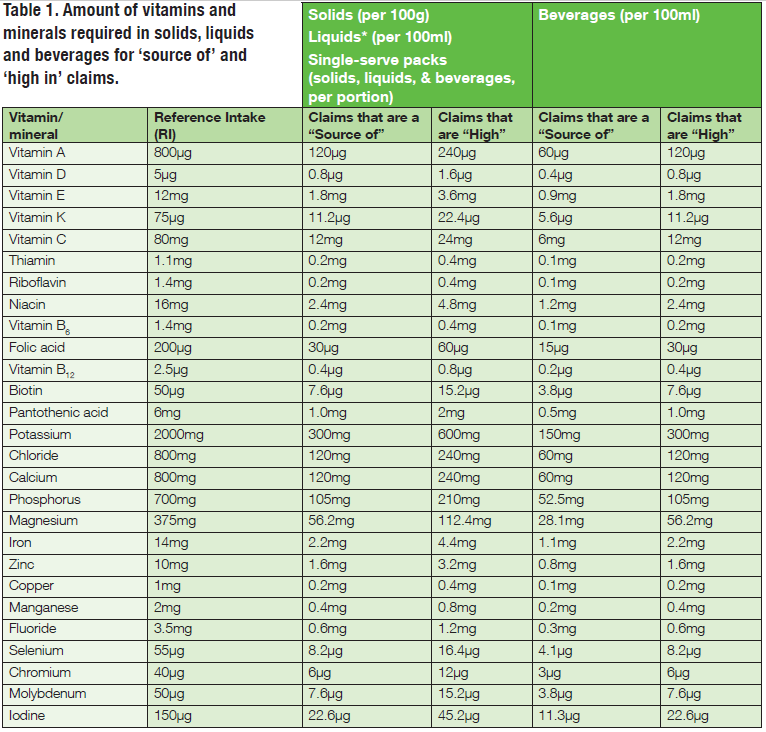 Table 1. Amount of vitamins and
minerals required in solids, liquids
and beverages for ‘source of’ and
‘high in’ claims.
Solids (per 100g)
Liquids* (per 100ml)
Single-serve packs
(solids, liquids, & beverages,
per portion)
Beverages (per 100ml)
Vitamin/
mineral
Reference Intake
(RI)
Claims that are a
“Source of”
Claims that
are “High”
Claims that are a
“Source of”
Claims that
are “High”
Vitamin A 800µg 120µg 240µg 60µg 120µg
Vitamin D 5µg 0.8µg 1.6µg 0.4µg 0.8µg
Vitamin E 12mg 1.8mg 3.6mg 0.9mg 1.8mg
Vitamin K 75µg 11.2µg 22.4µg 5.6µg 11.2µg
Vitamin C 80mg 12mg 24mg 6mg 12mg
Thiamin 1.1mg 0.2mg 0.4mg 0.1mg 0.2mg
Riboflavin 1.4mg 0.2mg 0.4mg 0.1mg 0.2mg
Niacin 16mg 2.4mg 4.8mg 1.2mg 2.4mg
Vitamin B6 1.4mg 0.2mg 0.4mg 0.1mg 0.2mg
Folic acid 200µg 30µg 60µg 15µg 30µg
Vitamin B12 2.5µg 0.4µg 0.8µg 0.2µg 0.4µg
Biotin 50µg 7.6µg 15.2µg 3.8µg 7.6µg
Pantothenic acid 6mg 1.0mg 2mg 0.5mg 1.0mg
Potassium 2000mg 300mg 600mg 150mg 300mg
Chloride 800mg 120mg 240mg 60mg 120mg
Calcium 800mg 120mg 240mg 60mg 120mg
Phosphorus 700mg 105mg 210mg 52.5mg 105mg
Magnesium 375mg 56.2mg 112.4mg 28.1mg 56.2mg
Iron 14mg 2.2mg 4.4mg 1.1mg 2.2mg
Zinc 10mg 1.6mg 3.2mg 0.8mg 1.6mg
Copper 1mg 0.2mg 0.4mg 0.1mg 0.2mg
Manganese 2mg 0.4mg 0.8mg 0.2mg 0.4mg
Fluoride 3.5mg 0.6mg 1.2mg 0.3mg 0.6mg
Selenium 55µg 8.2µg 16.4µg 4.1µg 8.2µg
Chromium 40µg 6µg 12µg 3µg 6µg
Molybdenum 50µg 7.6µg 15.2µg 3.8µg 7.6µg
Iodine 150µg 22.6µg 45.2µg 11.3µg 22.6µg